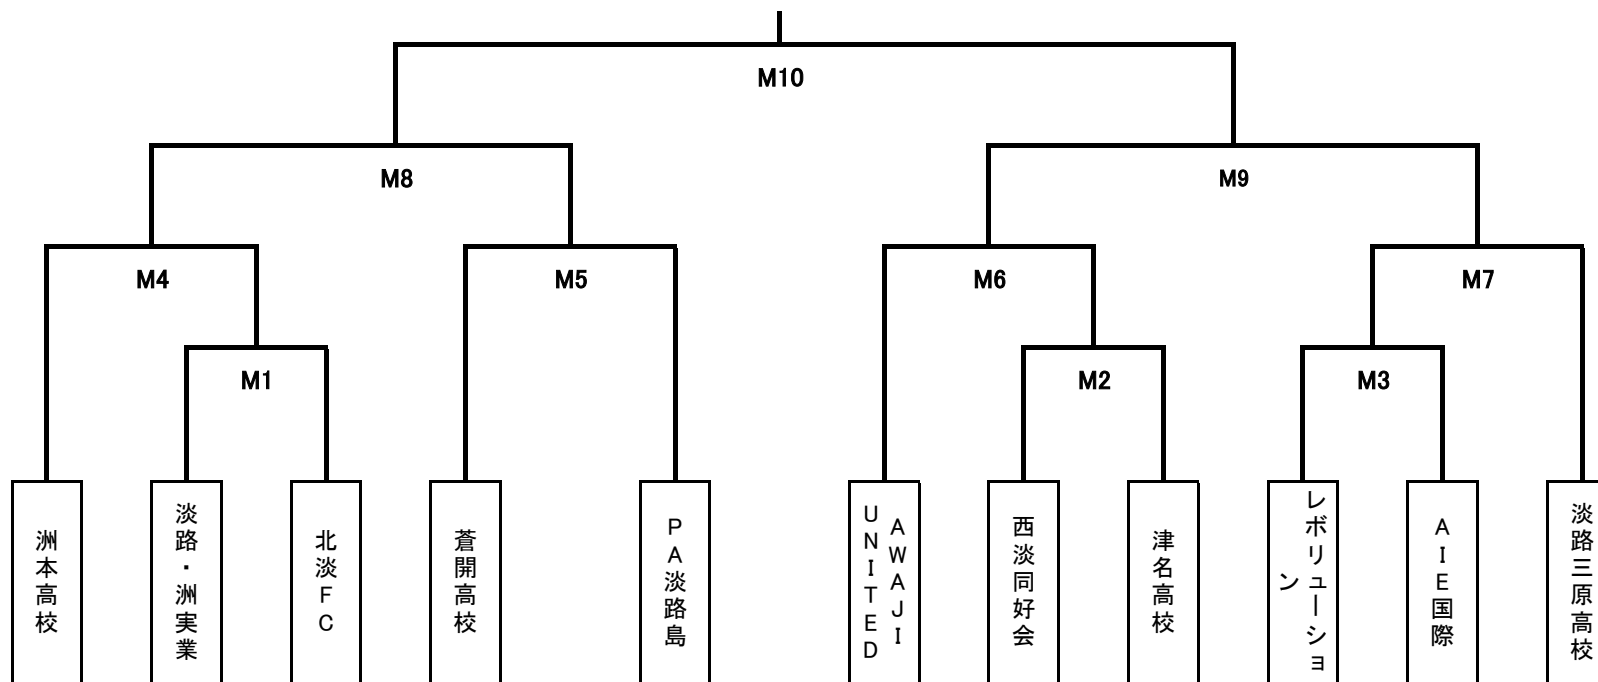 M10
M8
M9
M4
M5
M6
M7
M1
M2
M3
洲本高校
淡路・洲実業
北淡FC
蒼開高校
PA淡路島
AWAJI
UNITED
西淡同好会
津名高校
レボリューショ
ン
AIE国際
淡路三原高校